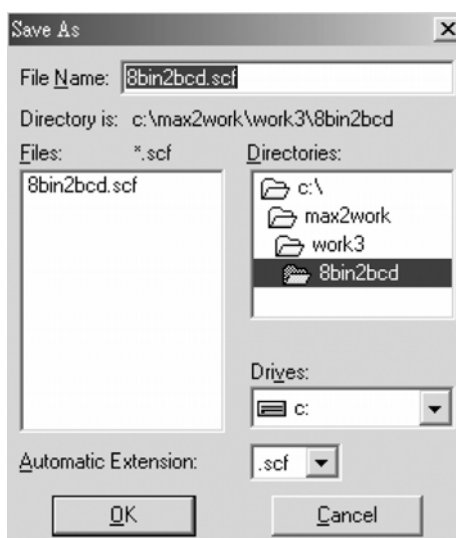 Save As
File Name: 8bin2bcd.scf
Directory is: c:\max2work\work3\8bin2bcd
Files: *.scf
8bin2bcd.scf
Directories:
c:\
max2work
work3
8bin2bcd
Drives:
c:
Automatic Extension: .scf
OK Cancel